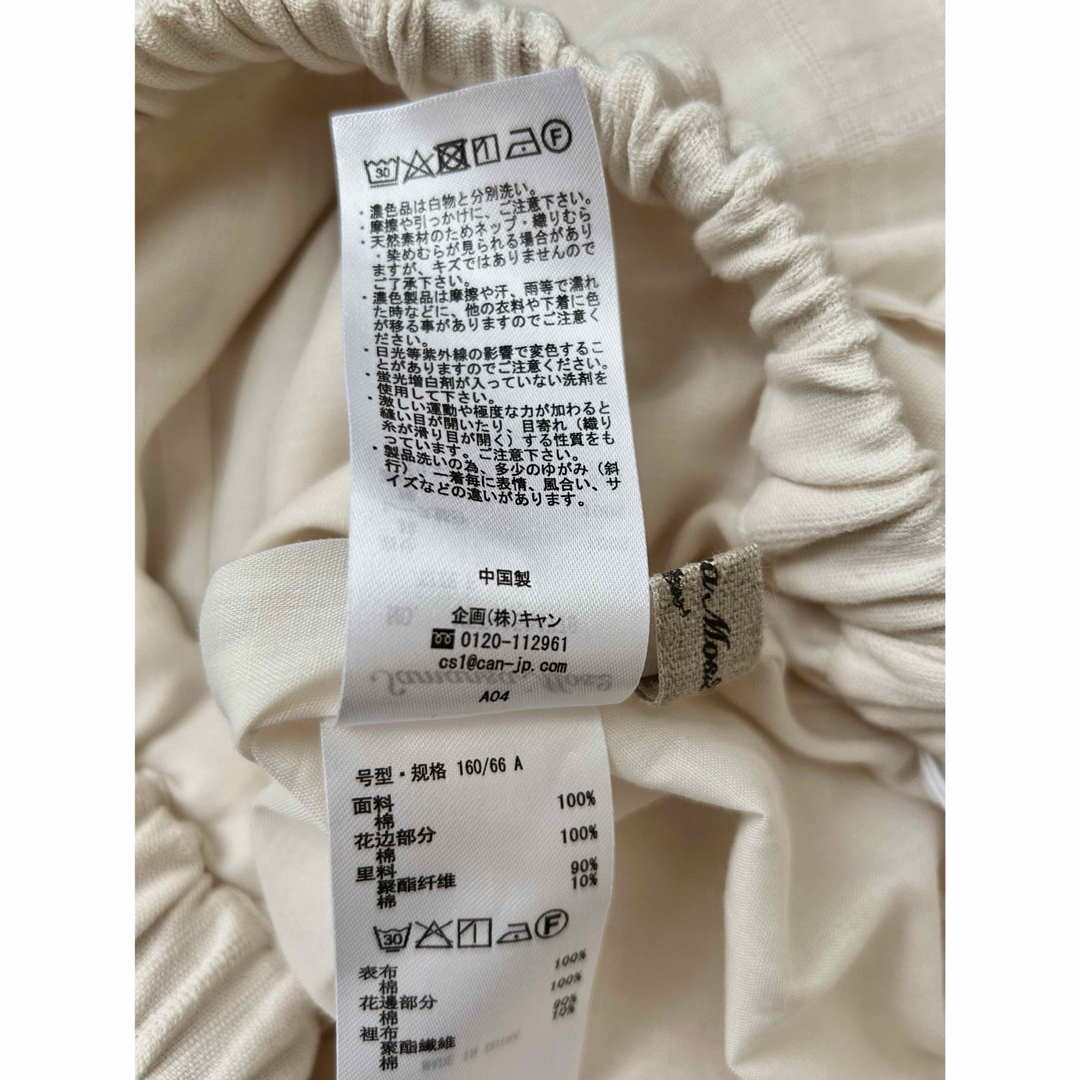 30 F
・濃色品は白物と分別洗い。
・摩擦や引っかけに、ご注意下さい。
・天然素材のためネップ・織りむら
・染めむらが見られる場合があり
ますが、キズではありませんので
ご了承下さい。
・濃色製品は摩擦や汗、雨等で濡れ
た時などに、他の衣料や下着に色
が移る事がありますのでご注意く
ださい。
・日光等紫外線の影響で変色するこ
とがありますのでご注意ください。
・蛍光増白剤が入っていない洗剤を
使用して下さい。
・激しい運動や極度な力が加わると
縫い目が開いたり、目寄れ（織り
糸が滑り目が開く）する性質をも
っています。ご注意下さい。
・製品洗いの為、多少のゆがみ（斜
行）、一着毎に表情、風合い、サ
イズなどの違いがあります。
中国製
企画(株)キャン
0120-112961
cs1@can-jp.com
A04
号型・规格 160/66 A
面料 100%
棉
花边部分 100%
棉
里料 90%
聚酯纤维 10%
棉
30 F
表布 100%
棉 100%
花邊部分 90%
棉 10%
裡布
聚酯纖維
棉